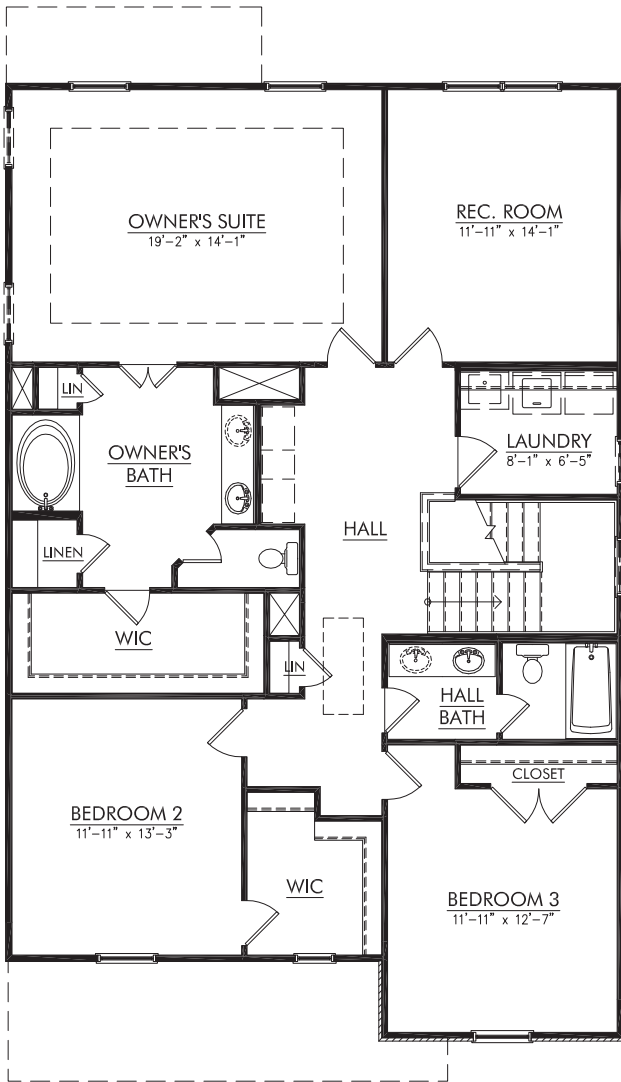 OWNER'S SUITE
19'-2" x 14'-1"
REC. ROOM
11'-11" x 14'-1"
LIN
OWNER'S
BATH
LAUNDRY
8'-1" x 6'-5"
LINEN
HALL
WIC
LIN
HALL
BATH
CLOSET
BEDROOM 2
11'-11" x 13'-3"
WIC
BEDROOM 3
11'-11" x 12'-7"